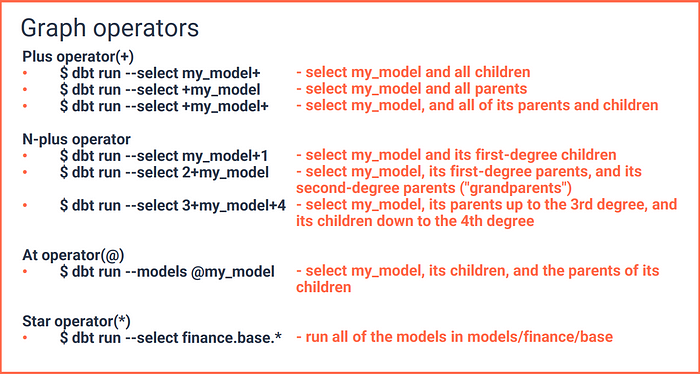 Graph operators
Plus operator(+)
• $ dbt run --select my_model+ - select my_model and all children
• $ dbt run --select +my_model - select my_model and all parents
• $ dbt run --select +my_model+ - select my_model, and all of its parents and children
N-plus operator
• $ dbt run --select my_model+1 - select my_model and its first-degree children
• $ dbt run --select 2+my_model - select my_model, its first-degree parents, and its
second-degree parents ("grandparents")
• $ dbt run --select 3+my_model+4 - select my_model, its parents up to the 3rd degree, and
its children down to the 4th degree
At operator(@)
• $ dbt run --models @my_model - select my_model, its children, and the parents of its
children
Star operator(*)
• $ dbt run --select finance.base.* - run all of the models in models/finance/base